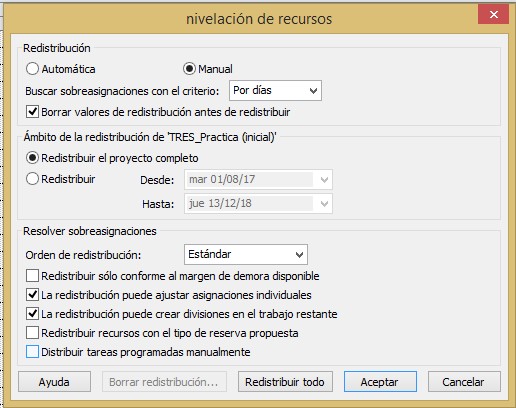 nivelación de recursos
Redistribución
Automática Manual
Buscar sobreasignaciones con el criterio: Por días
Borrar valores de redistribución antes de redistribuir
Ámbito de la redistribución de 'TRES_Practica (inicial)'
Redistribuir el proyecto completo
Redistribuir Desde: mar 01/08/17
Hasta: jue 13/12/18
Resolver sobreasignaciones
Orden de redistribución: Estándar
Redistribuir sólo conforme al margen de demora disponible
La redistribución puede ajustar asignaciones individuales
La redistribución puede crear divisiones en el trabajo restante
Redistribuir recursos con el tipo de reserva propuesta
Distribuir tareas programadas manualmente
Ayuda Borrar redistribución... Redistribuir todo Aceptar Cancelar